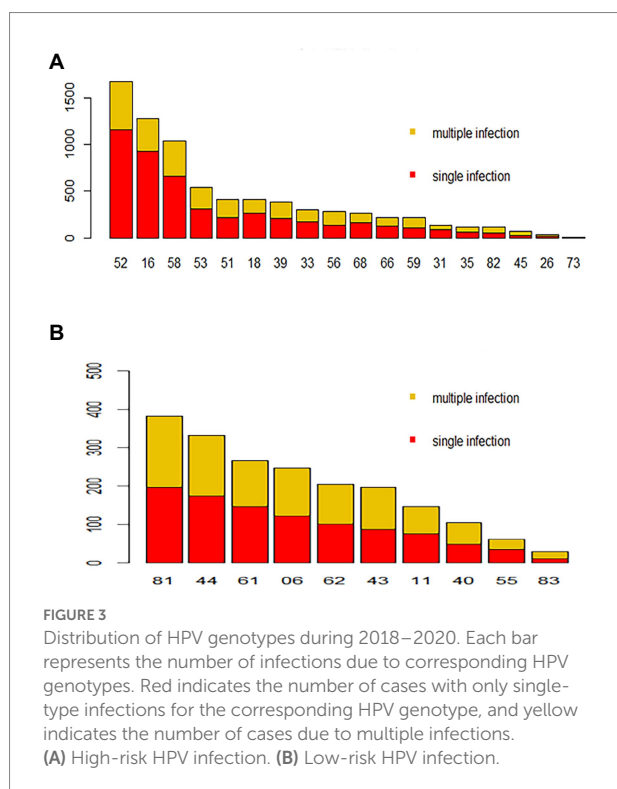 A
1500
1000
500
0
multiple infection
single infection
52 16 58 53 51 18 39 33 56 68 66 59 31 35 82 45 26 73
B
500
400
300
200
100
0
multiple infection
single infection
81 44 61 06 62 43 11 40 55 83
FIGURE 3
Distribution of HPV genotypes during 2018–2020. Each bar
represents the number of infections due to corresponding HPV
genotypes. Red indicates the number of cases with only single-
type infections for the corresponding HPV genotype, and yellow
indicates the number of cases due to multiple infections.
(A) High-risk HPV infection. (B) Low-risk HPV infection.